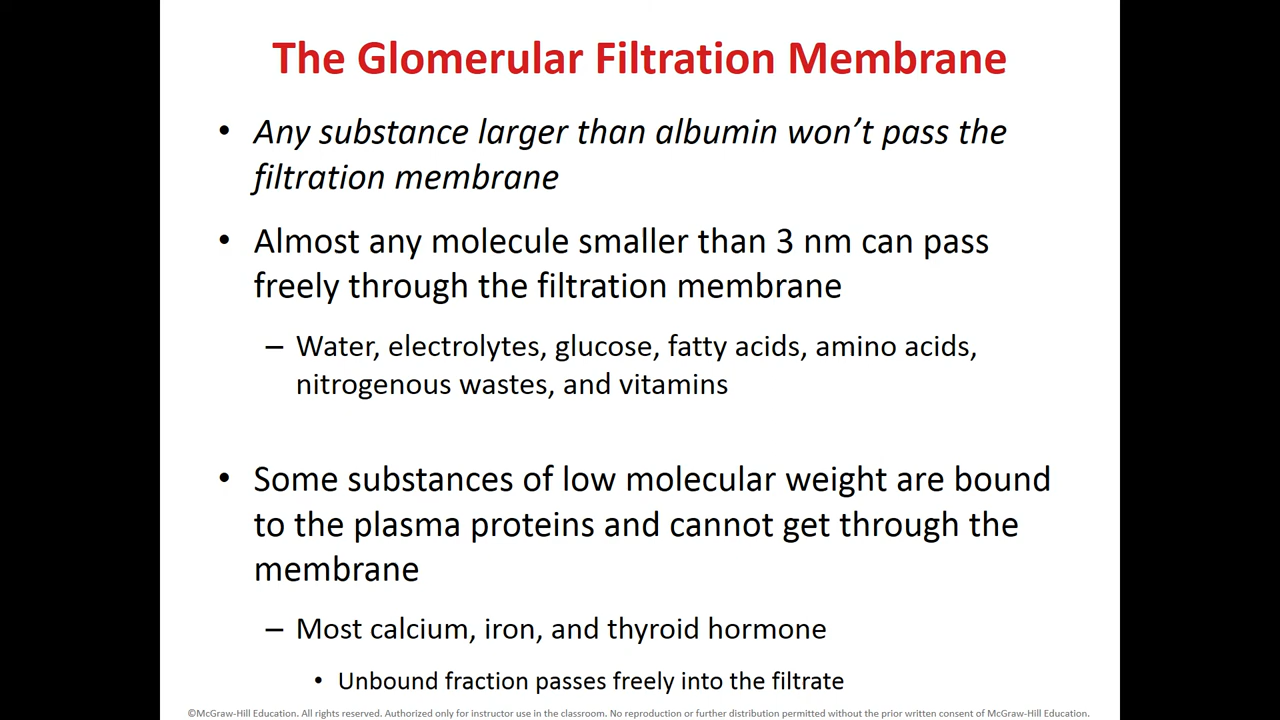 The Glomerular Filtration Membrane
• Any substance larger than albumin won’t pass the
filtration membrane
• Almost any molecule smaller than 3 nm can pass
freely through the filtration membrane
– Water, electrolytes, glucose, fatty acids, amino acids,
nitrogenous wastes, and vitamins
• Some substances of low molecular weight are bound
to the plasma proteins and cannot get through the
membrane
– Most calcium, iron, and thyroid hormone
• Unbound fraction passes freely into the filtrate
©McGraw-Hill Education. All rights reserved. Authorized only for instructor use in the classroom. No reproduction or further distribution permitted without the prior written consent of McGraw-Hill Education.